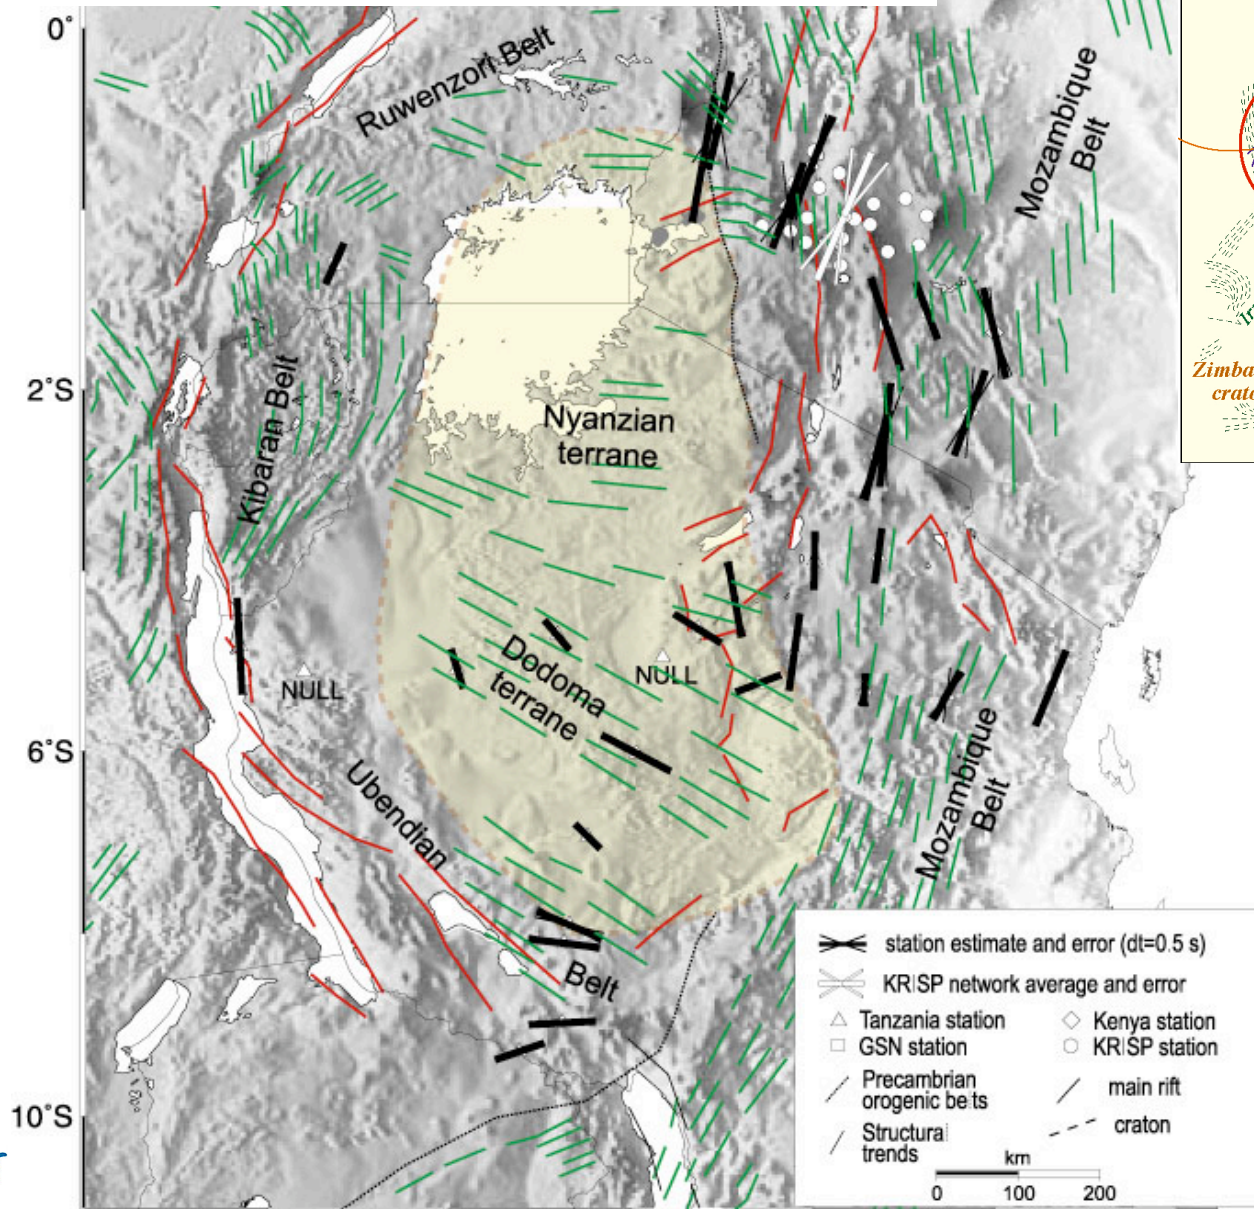 0°
Ruwenzori Belt
Mozambique
Belt
2°S
Kibaran Belt
Nyanzian
terrane
Zimba
crato
NULL
Dodoma
terrane
NULL
6°S
Ubendian
Belt
Mozambique
Belt
station estimate and error (dt=0.5 s)
KRISP network average and error
Tanzania station
Kenya station
GSN station
KRISP station
Precambrian
orogenic belts
main rift
Structural
trends
craton
km
0 100 200
10°S